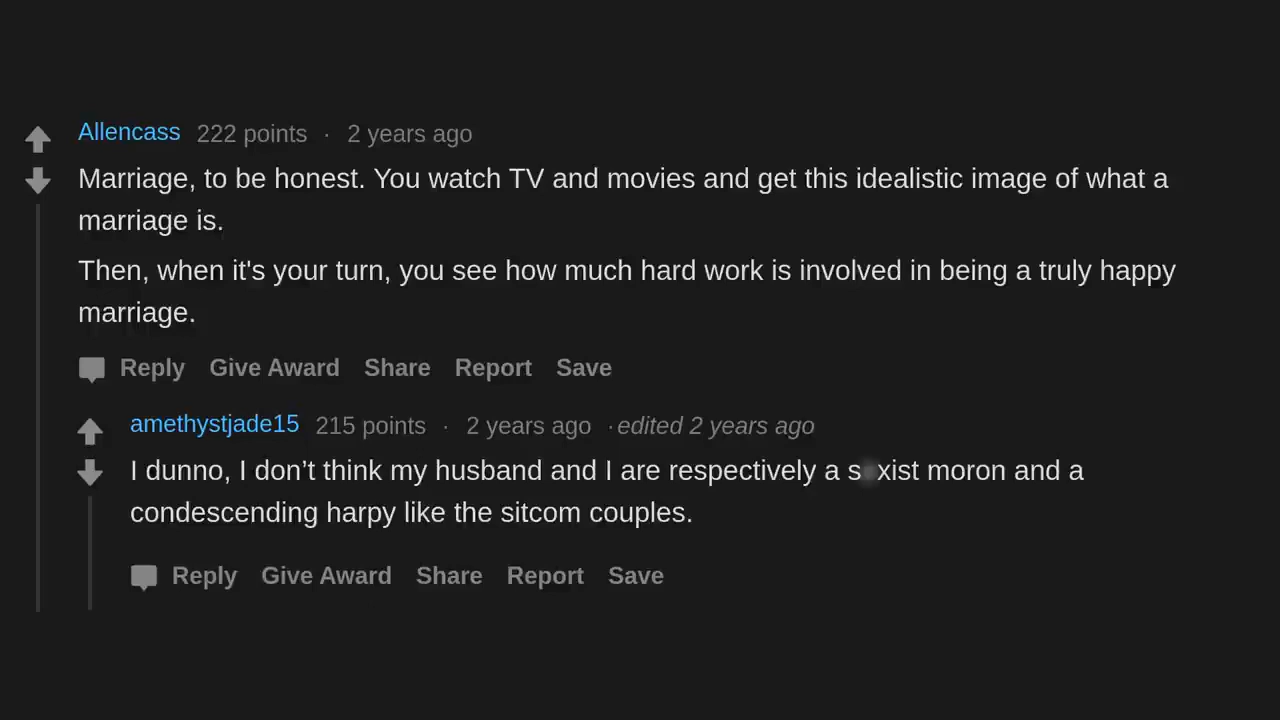 Allencass 222 points · 2 years ago
Marriage, to be honest. You watch TV and movies and get this idealistic image of what a
marriage is.
Then, when it's your turn, you see how much hard work is involved in being a truly happy
marriage.
Reply Give Award Share Report Save
amethystjade15 215 points · 2 years ago · edited 2 years ago
I dunno, I don’t think my husband and I are respectively a sexist moron and a
condescending harpy like the sitcom couples.
Reply Give Award Share Report Save